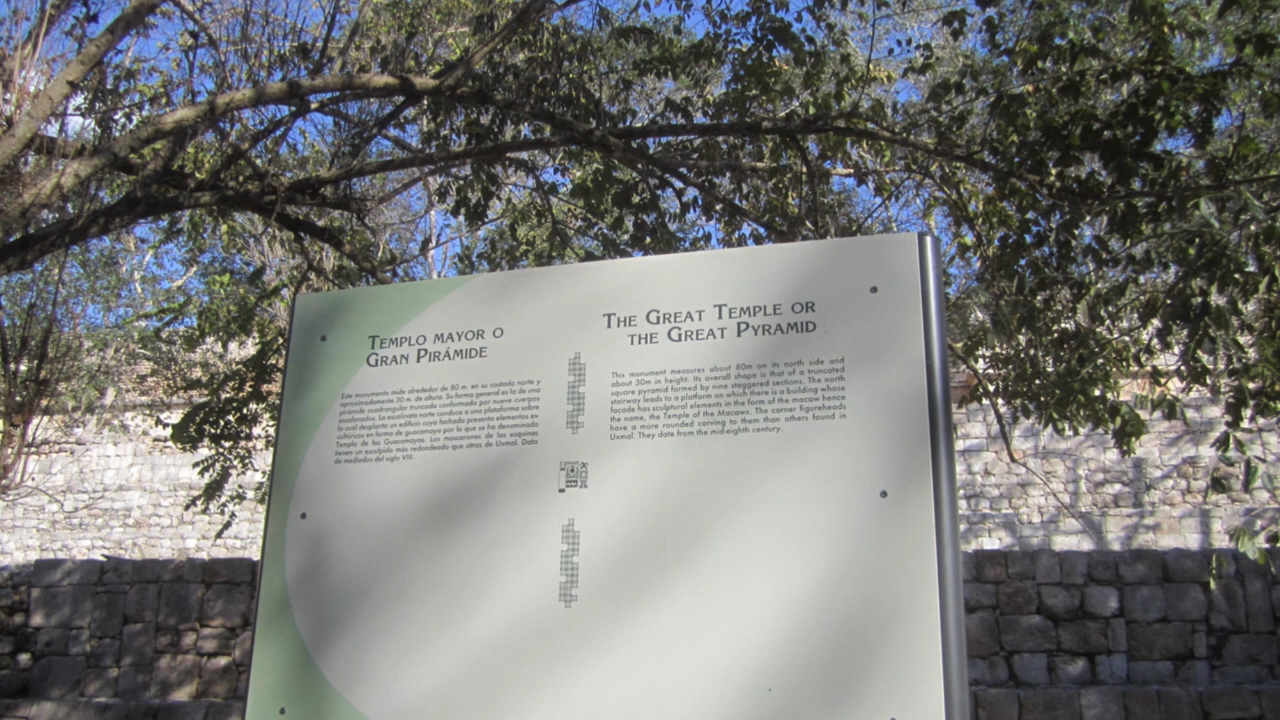 TEMPLO MAYOR O
GRAN PIRÁMIDE
Este monumento mide alrededor de 80 m. en su costado norte y
aproximadamente 30 m. de altura. Su forma general es la de una
pirámide cuadrangular truncada conformada por nueve cuerpos
escalonados. La escalinata norte conduce a una plataforma sobre
la cual desplanta un edificio cuya fachada presenta elementos es-
cultóricos en forma de guacamaya por lo que se ha denominado
Templo de las Guacamayas. Los mascarones de las esquinas
tienen un esculpido más redondeado que otros de Uxmal. Data
de mediados del siglo VIII.
THE GREAT TEMPLE OR
THE GREAT PYRAMID
This monument measures about 80m on its north side and
about 30m in height. Its overall shape is that of a truncated
square pyramid formed by nine staggered sections. The north
stairway leads to a platform on which there is a building whose
façade has sculptural elements in the form of the macaw hence
the name, the Temple of the Macaws. The corner figureheads
have a more rounded carving to them than others found in
Uxmal. They date from the mid-eighth century.